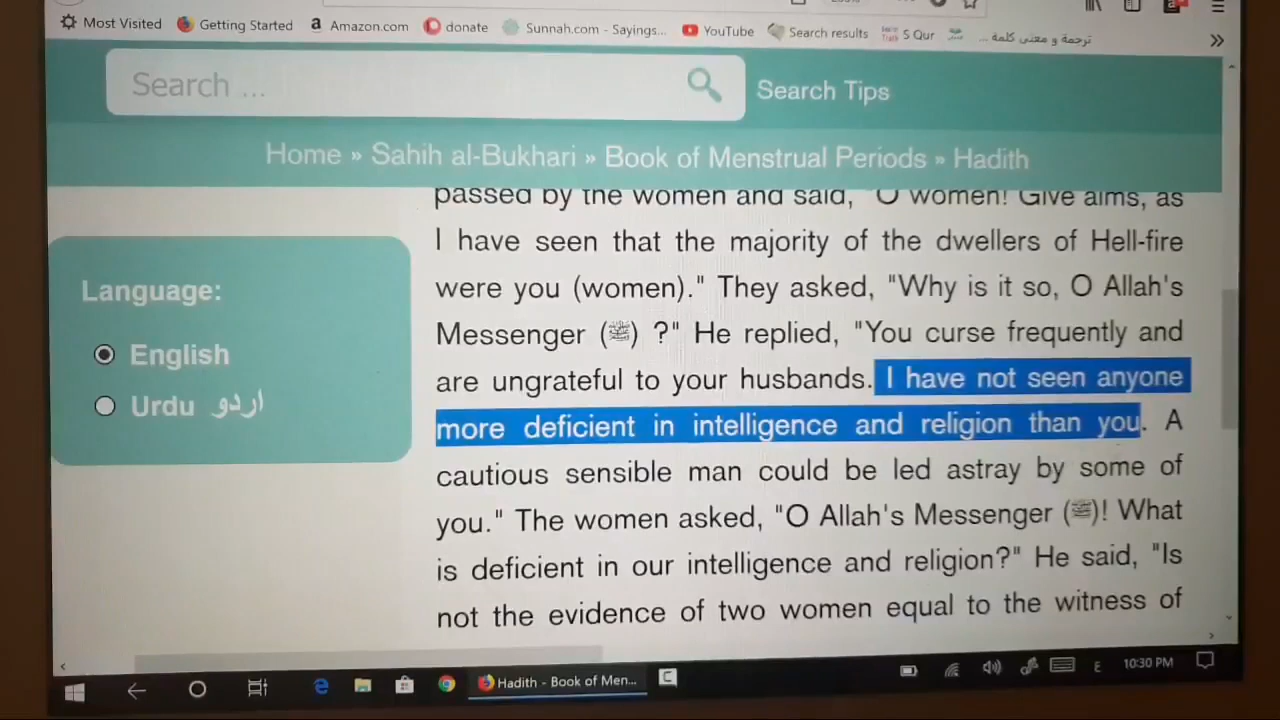 Most Visited Getting Started Amazon.com donate Sunnah.com - Sayings... YouTube Search results S Qur ترجمة و معنى كلمة ...
Search ...
Search Tips
Home » Sahih al-Bukhari » Book of Menstrual Periods » Hadith
passed by the women and said, "O women! Give alms, as
I have seen that the majority of the dwellers of Hell-fire
were you (women)." They asked, "Why is it so, O Allah's
Messenger (ﷺ) ?" He replied, "You curse frequently and
are ungrateful to your husbands. I have not seen anyone
more deficient in intelligence and religion than you. A
cautious sensible man could be led astray by some of
you." The women asked, "O Allah's Messenger (ﷺ)! What
is deficient in our intelligence and religion?" He said, "Is
not the evidence of two women equal to the witness of
Language:
English
Urdu اردو
Hadith - Book of Men...
ع
10:30 PM